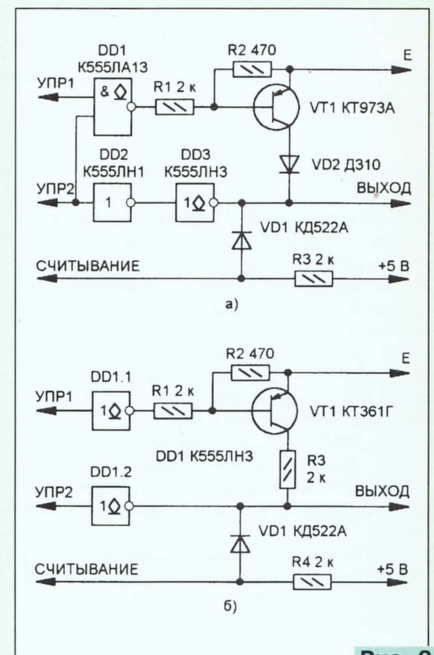 DD1
К555ЛА13
R2 470
E
УПР1
& ◇
R1 2 к
VT1 КТ973А
DD2
К555ЛН1
DD3
К555ЛН3
VD2 Д310
УПР2
1
1◇
ВЫХОД
VD1 КД522А
СЧИТЫВАНИЕ
R3 2 к
+5 В
а)
R2 470
E
УПР1
DD1.1
1◇
R1 2 к
VT1 КТ361Г
DD1 К555ЛН3
R3
2 к
DD1.2
УПР2
1◇
ВЫХОД
VD1 КД522А
СЧИТЫВАНИЕ
R4 2 к
+5 В
б)